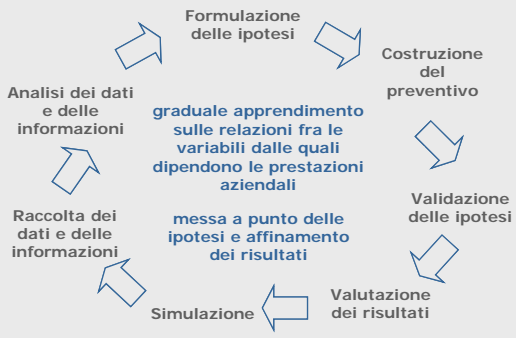 Formulazione
delle ipotesi
Costruzione
del
preventivo
Validazione
delle ipotesi
Valutazione
dei risultati
Simulazione
Raccolta dei
dati e delle
informazioni
Analisi dei dati
e delle
informazioni
graduale apprendimento
sulle relazioni fra le
variabili dalle quali
dipendono le prestazioni
aziendali
messa a punto delle
ipotesi e affinamento
dei risultati